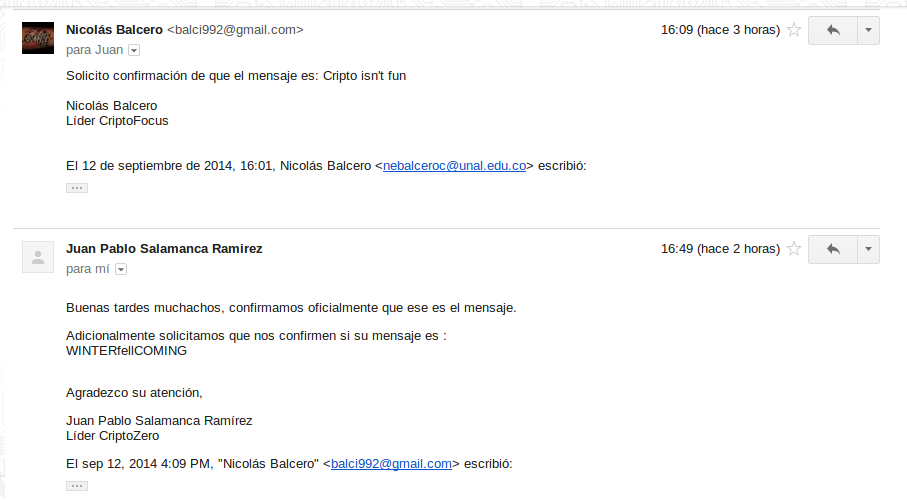 Nicolás Balcero <balci992@gmail.com> 16:09 (hace 3 horas)
para Juan
Solicito confirmación de que el mensaje es: Cripto isn't fun
Nicolás Balcero
Líder CriptoFocus
El 12 de septiembre de 2014, 16:01, Nicolás Balcero <nebalceroc@unal.edu.co> escribió:
Juan Pablo Salamanca Ramirez 16:49 (hace 2 horas)
para mí
Buenas tardes muchachos, confirmamos oficialmente que ese es el mensaje.
Adicionalmente solicitamos que nos confirmen si su mensaje es :
WINTERfellCOMING
Agradezco su atención,
Juan Pablo Salamanca Ramírez
Líder CriptoZero
El sep 12, 2014 4:09 PM, "Nicolás Balcero" <balci992@gmail.com> escribió: